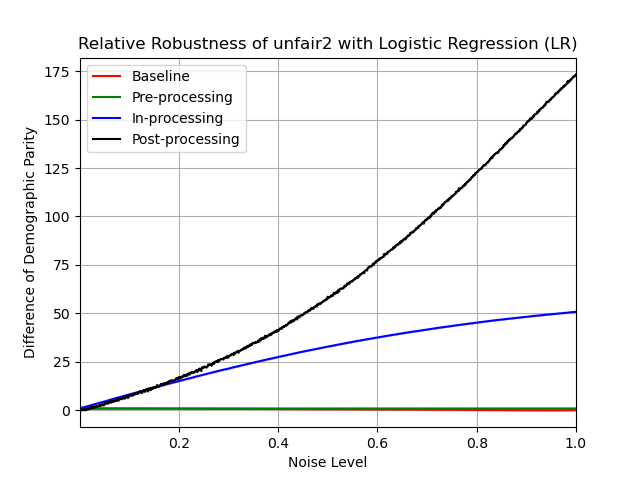 Relative Robustness of unfair2 with Logistic Regression (LR)
Baseline
Pre-processing
In-processing
Post-processing
Difference of Demographic Parity
175
150
125
100
75
50
25
0
0.2 0.4 0.6 0.8 1.0
Noise Level